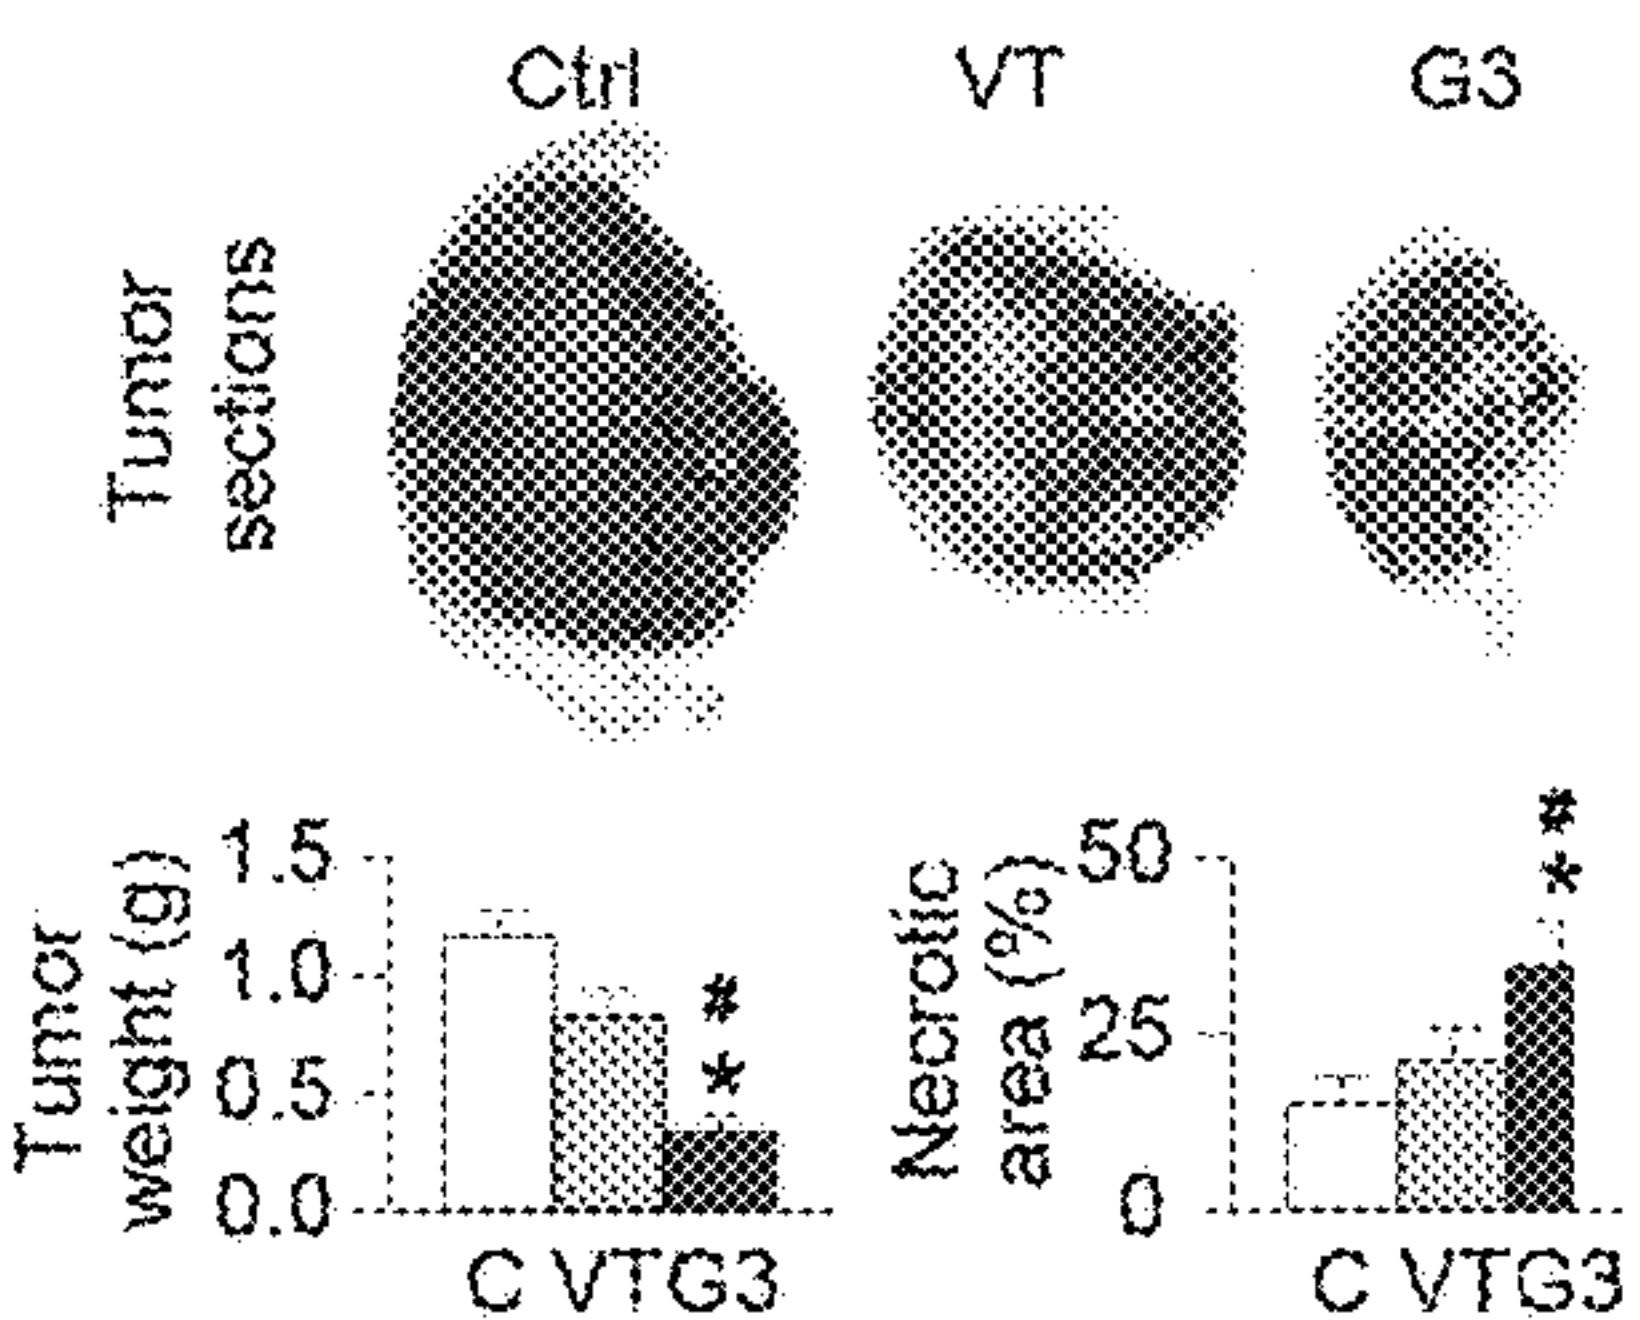 Ctrl VT G3
Tumor
sections
Tumor
weight (g)
1.5
1.0
0.5
0.0
#
*
C VTG3
Necrotic
area (%)
50
25
0
#
*
C VTG3